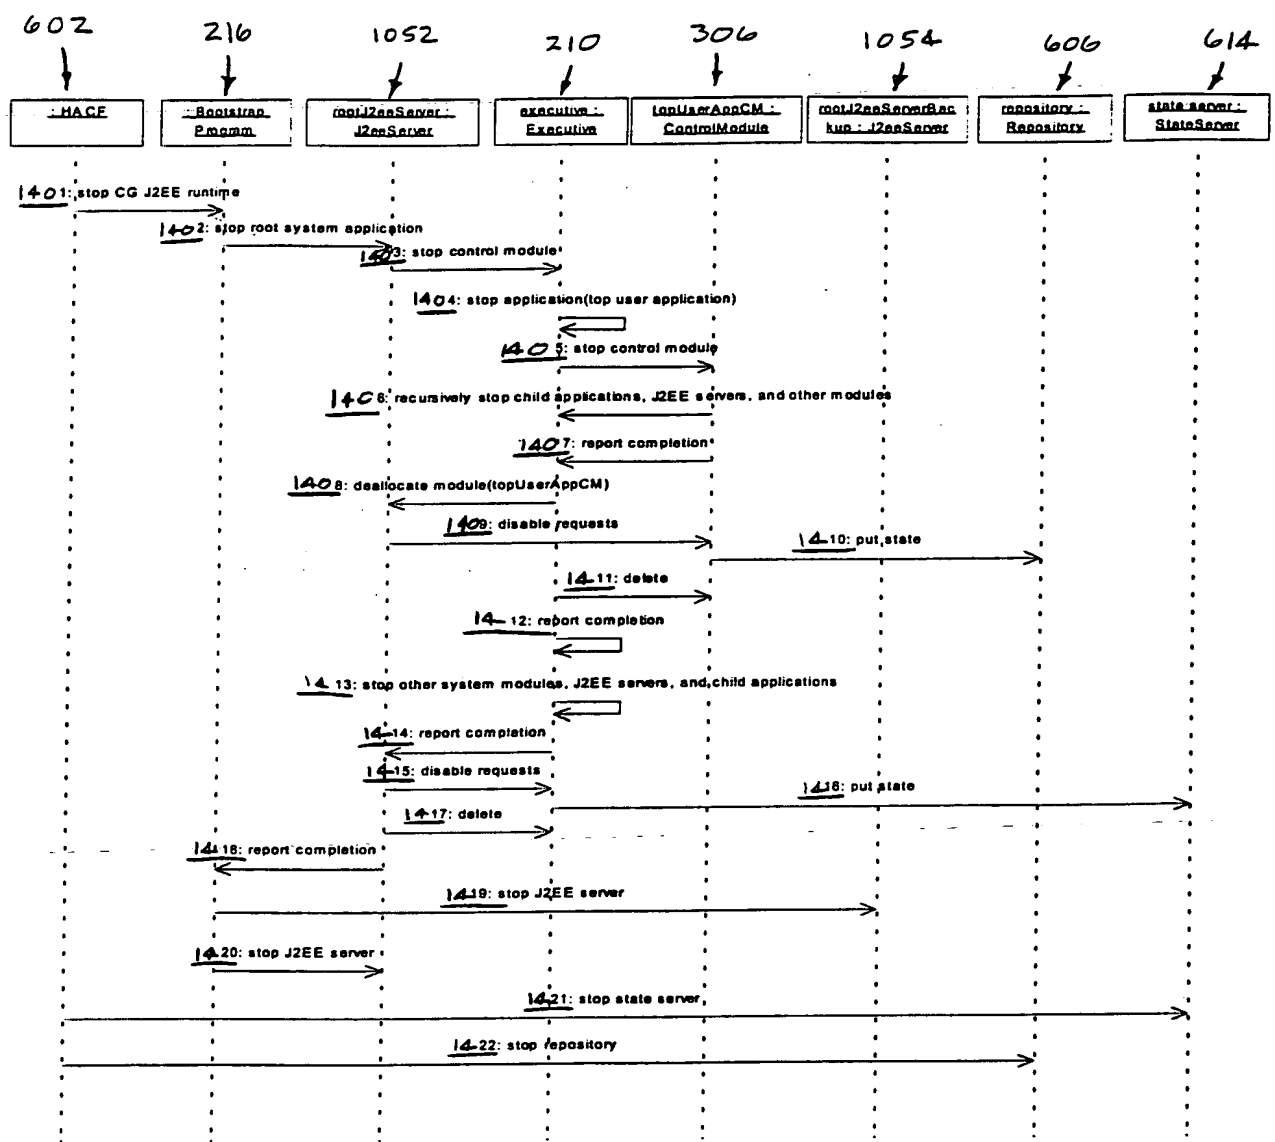 602 216 1052 210 306 1054 606 614
: HACF
: Bootstrap
Program
rootJ2eeServer :
J2eeServer
executive :
Executive
topUserAppCM :
ControlModule
rootJ2eeServerBac
kup : J2eeServer
repository :
Repository
state server :
StateServer
1401: stop CG J2EE runtime
1402: stop root system application
1403: stop control module
1404: stop application(top user application)
1405: stop control module
1406: recursively stop child applications, J2EE servers, and other modules
1407: report completion
1408: deallocate module(topUserAppCM)
1409: disable requests
1410: put state
1411: delete
1412: report completion
1413: stop other system modules, J2EE servers, and child applications
1414: report completion
1415: disable requests
1416: put state
1417: delete
1418: report completion
1419: stop J2EE server
1420: stop J2EE server
1421: stop state server
1422: stop repository